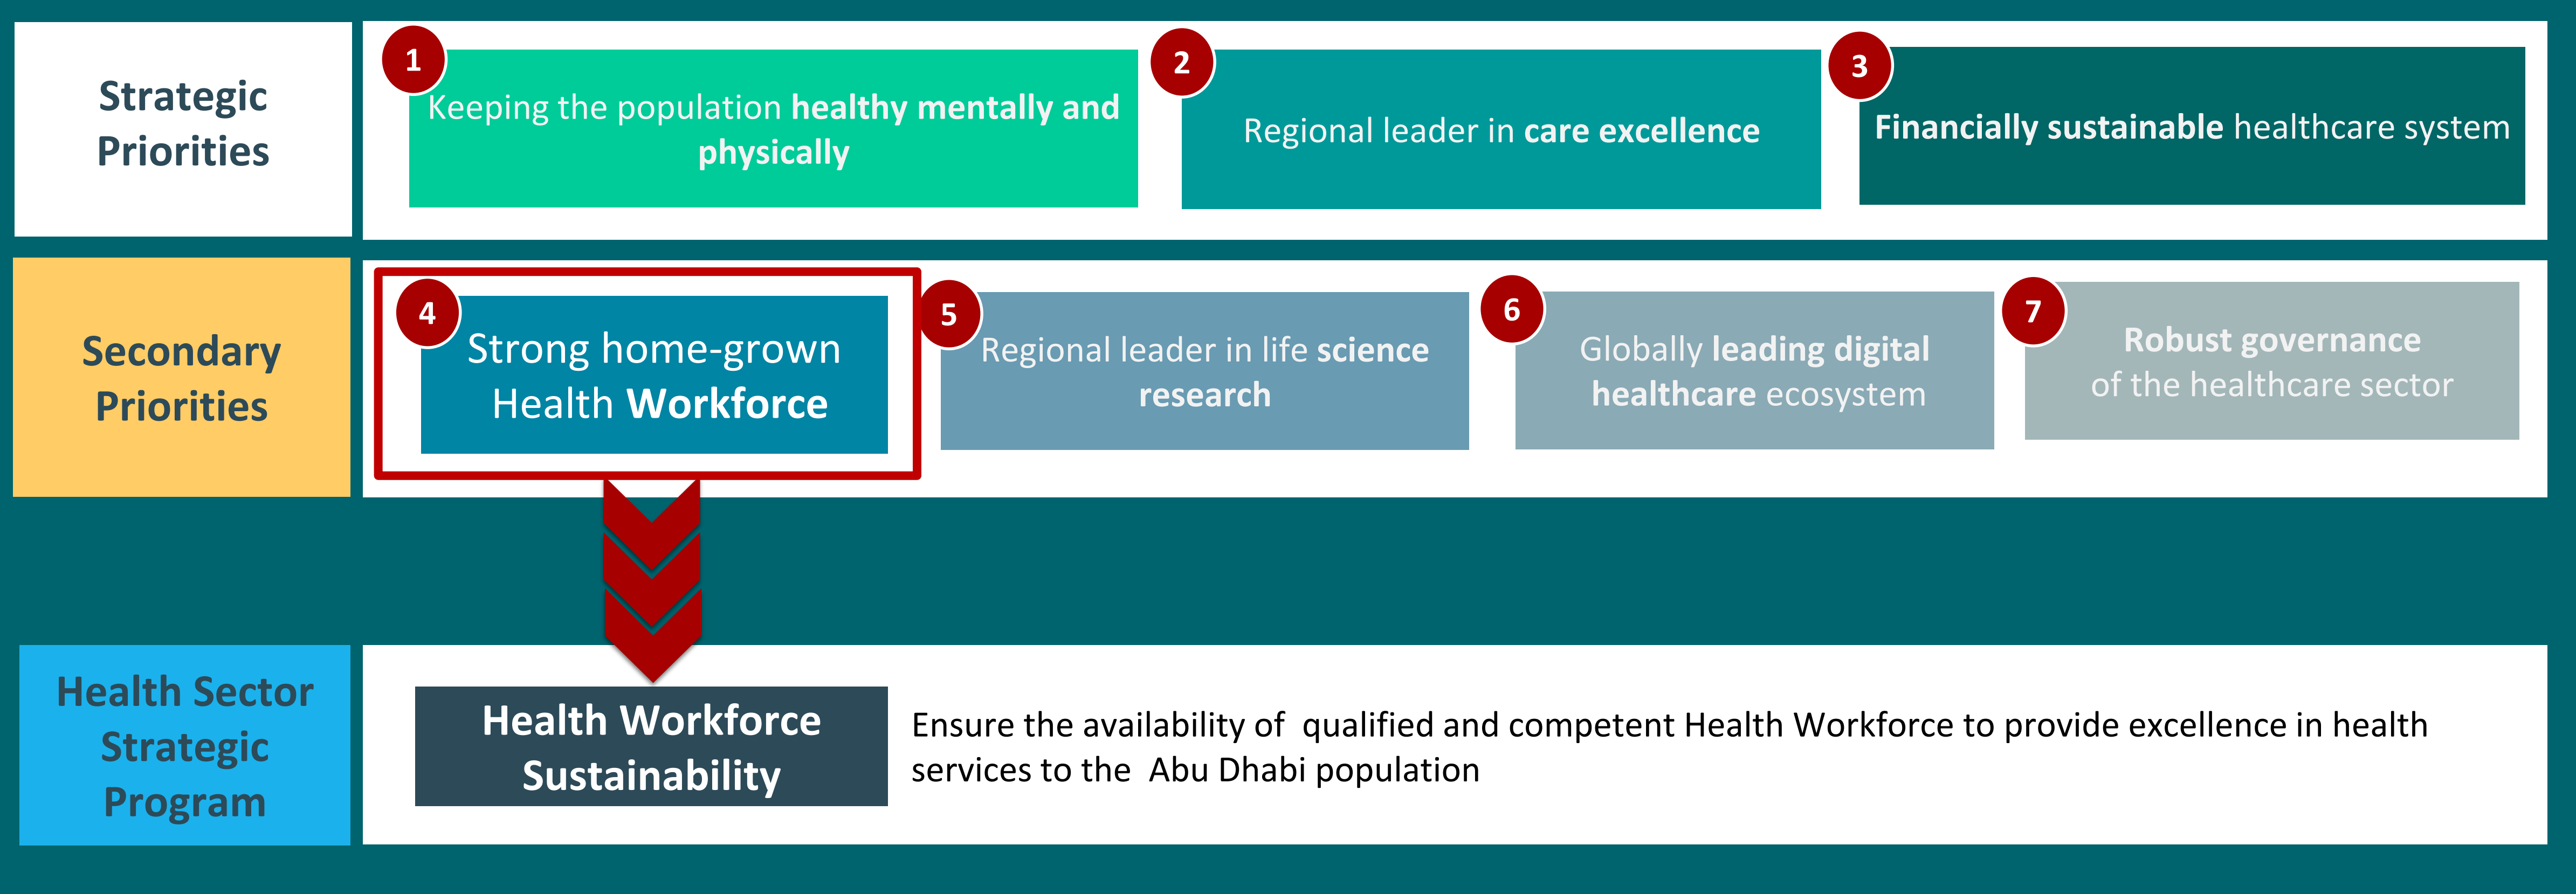 Strategic
Priorities
1
Keeping the population healthy mentally and
physically
2
Regional leader in care excellence
3
Financially sustainable healthcare system
Secondary
Priorities
4
Strong home-grown
Health Workforce
5
Regional leader in life science
research
6
Globally leading digital
healthcare ecosystem
7
Robust governance
of the healthcare sector
Health Sector
Strategic
Program
Health Workforce
Sustainability
Ensure the availability of  qualified and competent Health Workforce to provide excellence in health
services to the  Abu Dhabi population